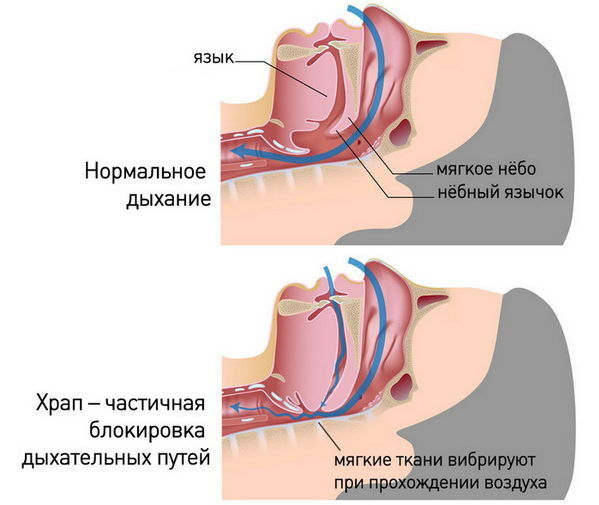 язык
Нормальное
дыхание
мягкое нёбо
нёбный язычок
Храп – частичная
блокировка
дыхательных путей
мягкие ткани вибрируют
при прохождении воздуха